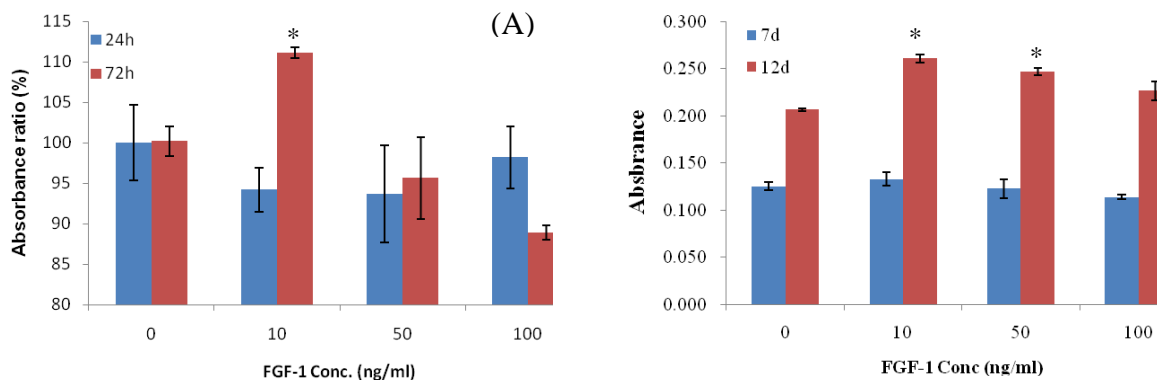 (A)
24h
72h
*
Absorbance ratio (%)
115
110
105
100
95
90
85
80
0 10 50 100
FGF-1 Conc. (ng/ml)
7d
12d
* *
Absbrance
0.300
0.250
0.200
0.150
0.100
0.050
0.000
0 10 50 100
FGF-1 Conc (ng/ml)